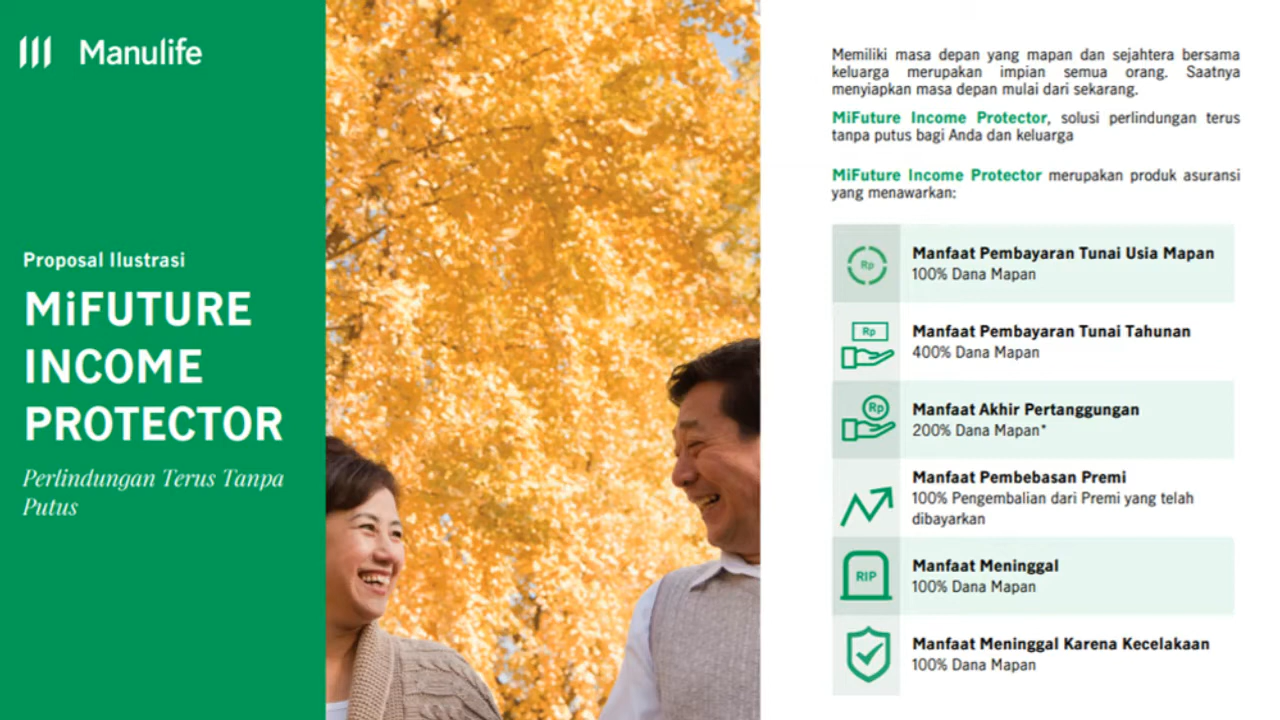 Manulife
Proposal Ilustrasi
MiFUTURE
INCOME
PROTECTOR
Perlindungan Terus Tanpa
Putus
Memiliki masa depan yang mapan dan sejahtera bersama
keluarga merupakan impian semua orang. Saatnya
menyiapkan masa depan mulai dari sekarang.
MiFuture Income Protector, solusi perlindungan terus
tanpa putus bagi Anda dan keluarga
MiFuture Income Protector merupakan produk asuransi
yang menawarkan:
Rp
Manfaat Pembayaran Tunai Usia Mapan
100% Dana Mapan
Rp
Manfaat Pembayaran Tunai Tahunan
400% Dana Mapan
Rp
Manfaat Akhir Pertanggungan
200% Dana Mapan*
Manfaat Pembebasan Premi
100% Pengembalian dari Premi yang telah
dibayarkan
RIP
Manfaat Meninggal
100% Dana Mapan
Manfaat Meninggal Karena Kecelakaan
100% Dana Mapan